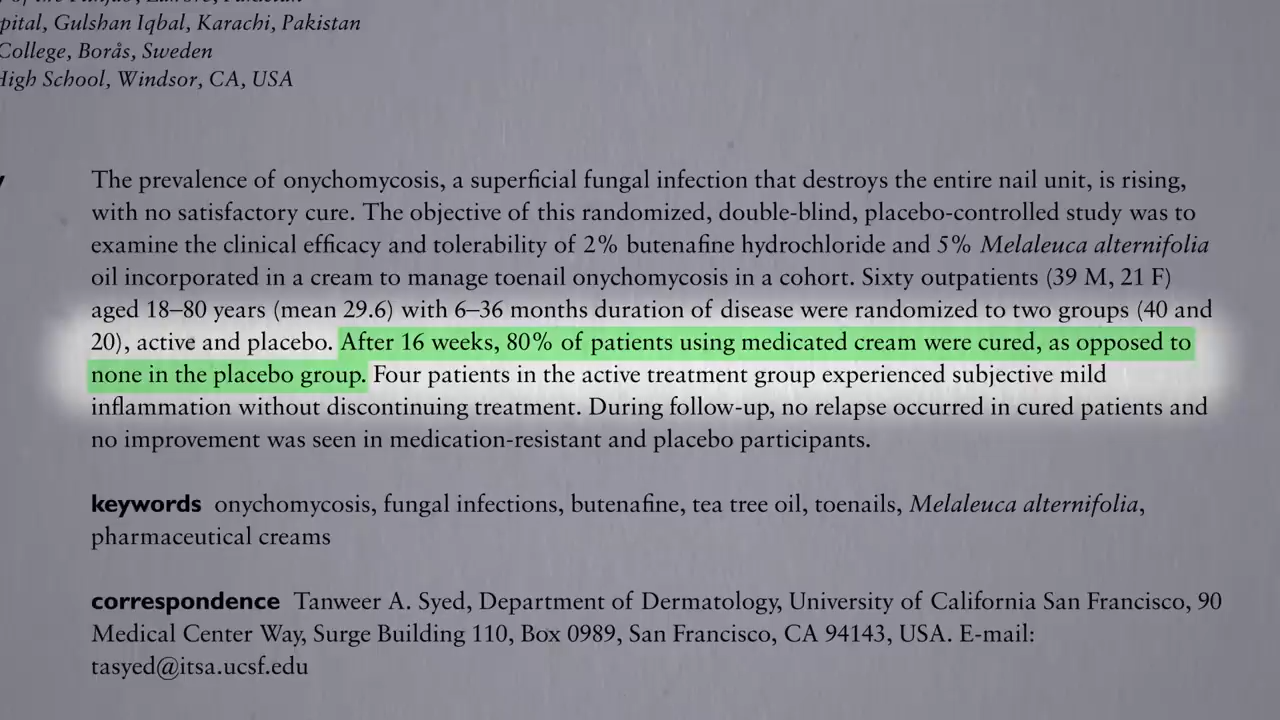 Pakistan
pital, Gulshan Iqbal, Karachi, Pakistan
College, Borås, Sweden
High School, Windsor, CA, USA
The prevalence of onychomycosis, a superficial fungal infection that destroys the entire nail unit, is rising,
with no satisfactory cure. The objective of this randomized, double-blind, placebo-controlled study was to
examine the clinical efficacy and tolerability of 2% butenafine hydrochloride and 5% Melaleuca alternifolia
oil incorporated in a cream to manage toenail onychomycosis in a cohort. Sixty outpatients (39 M, 21 F)
aged 18–80 years (mean 29.6) with 6–36 months duration of disease were randomized to two groups (40 and
20), active and placebo. After 16 weeks, 80% of patients using medicated cream were cured, as opposed to
none in the placebo group. Four patients in the active treatment group experienced subjective mild
inflammation without discontinuing treatment. During follow-up, no relapse occurred in cured patients and
no improvement was seen in medication-resistant and placebo participants.
keywords onychomycosis, fungal infections, butenafine, tea tree oil, toenails, Melaleuca alternifolia,
pharmaceutical creams
correspondence Tanweer A. Syed, Department of Dermatology, University of California San Francisco, 90
Medical Center Way, Surge Building 110, Box 0989, San Francisco, CA 94143, USA. E-mail:
tasyed@itsa.ucsf.edu